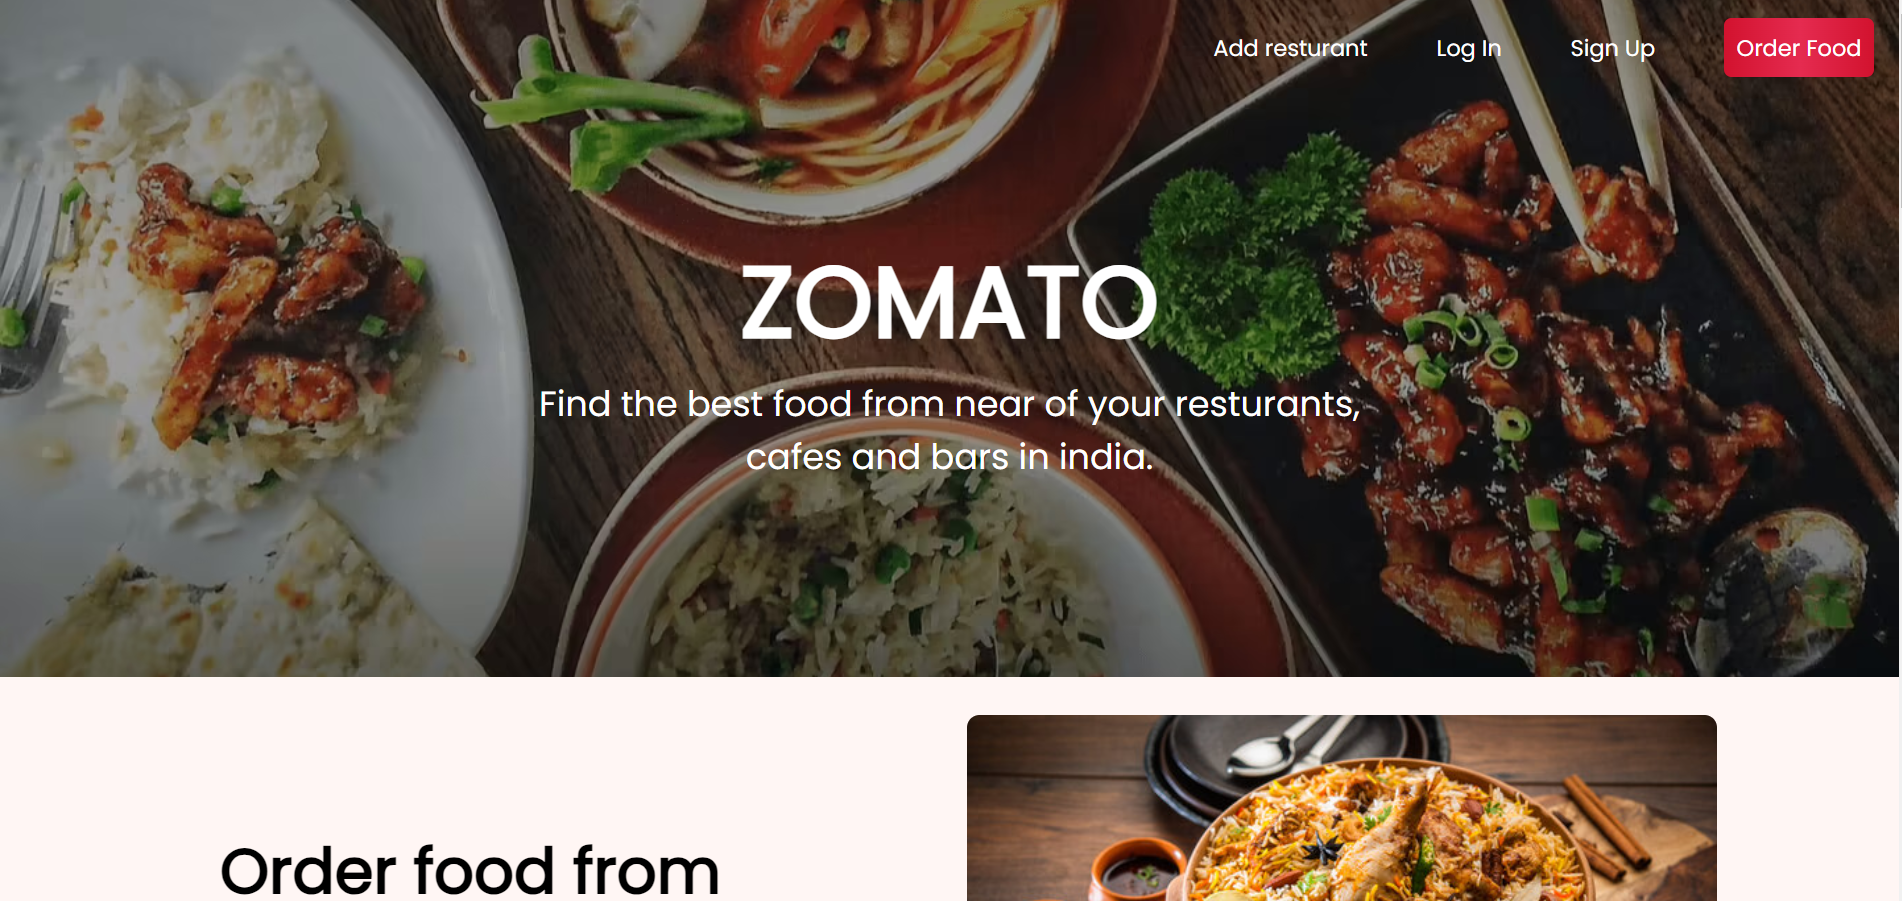 Add resturant Log In Sign Up Order Food
ZOMATO
Find the best food from near of your resturants,
cafes and bars in india.
Order food from